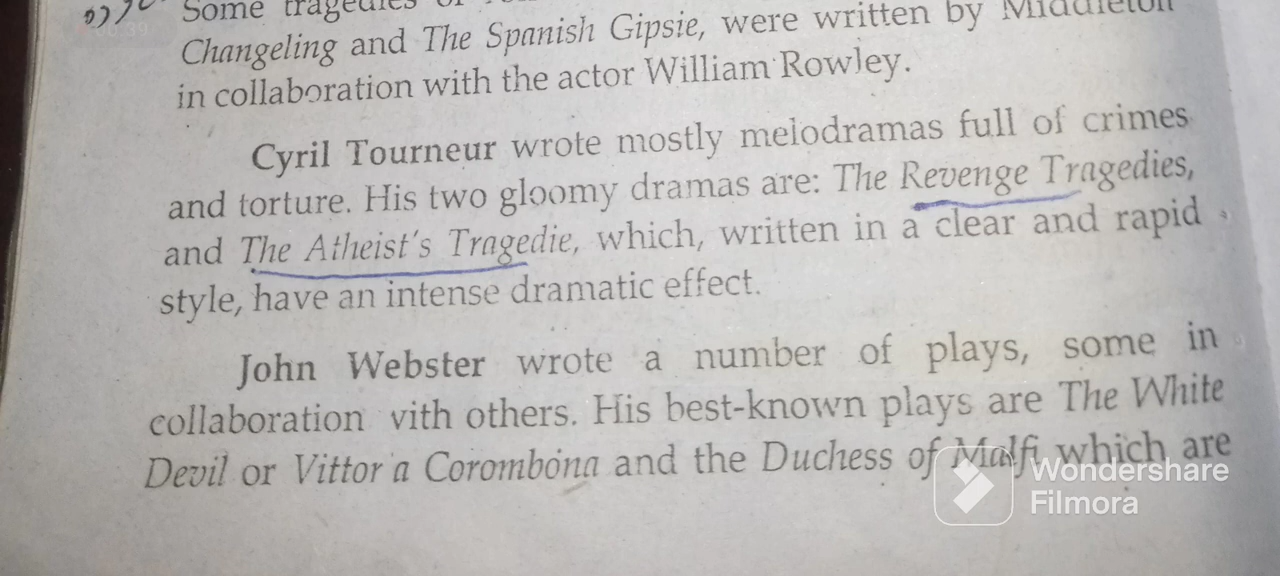 Some tragedies of
Changeling and The Spanish Gipsie, were written by Middleton
in collaboration with the actor William Rowley.
Cyril Tourneur wrote mostly melodramas full of crimes
and torture. His two gloomy dramas are: The Revenge Tragedies,
and The Atheist's Tragedie, which, written in a clear and rapid
style, have an intense dramatic effect.
John Webster wrote a number of plays, some in
collaboration vith others. His best-known plays are The White
Devil or Vittor a Corombona and the Duchess of Malfi which are
Wondershare
Filmora